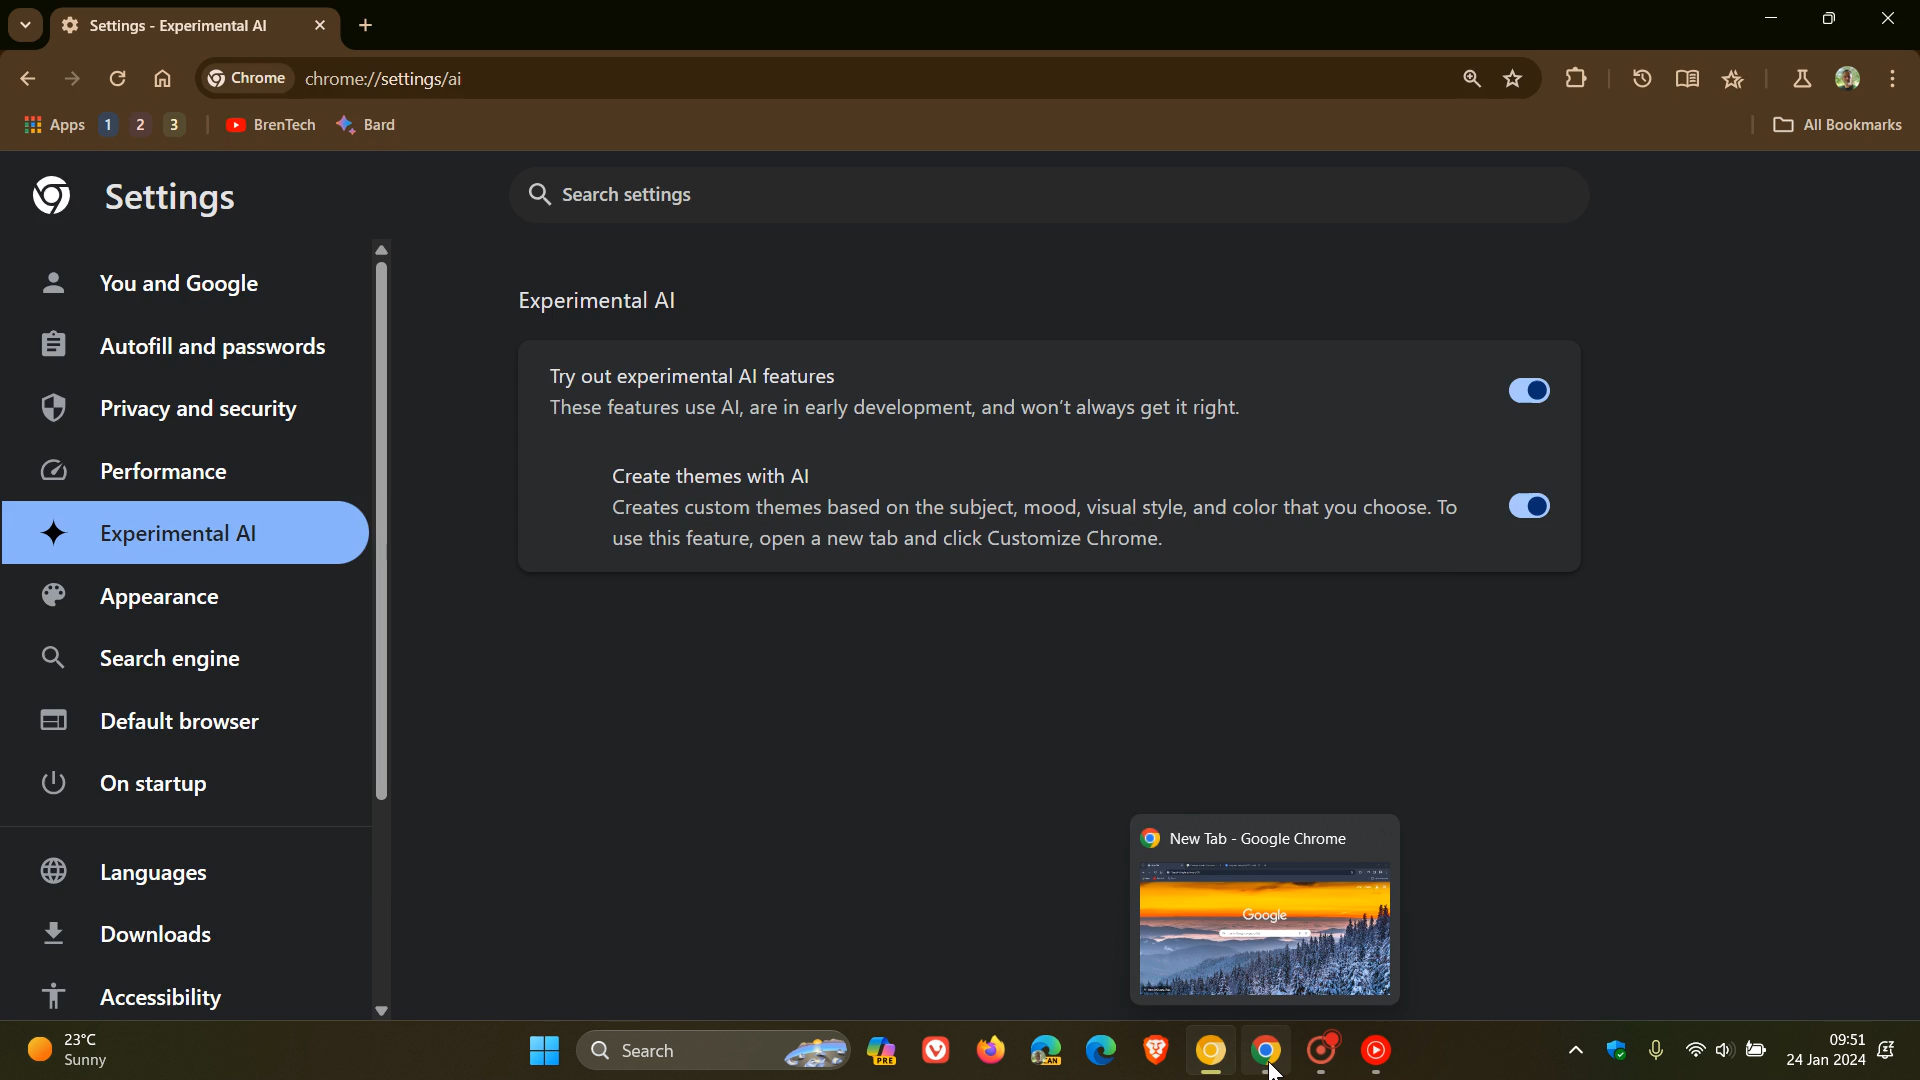 Settings - Experimental AI
Chrome
chrome://settings/ai
Apps
1
2
3
BrenTech
Bard
All Bookmarks
Settings
Search settings
You and Google
Autofill and passwords
Privacy and security
Performance
Experimental AI
Appearance
Search engine
Default browser
On startup
Languages
Downloads
Accessibility
Experimental AI
Try out experimental AI features
These features use AI, are in early development, and won't always get it right.
Create themes with AI
Creates custom themes based on the subject, mood, visual style, and color that you choose. To
use this feature, open a new tab and click Customize Chrome.
New Tab - Google Chrome
Google
23°C
Sunny
Search
PRE
CAN
09:51
24 Jan 2024